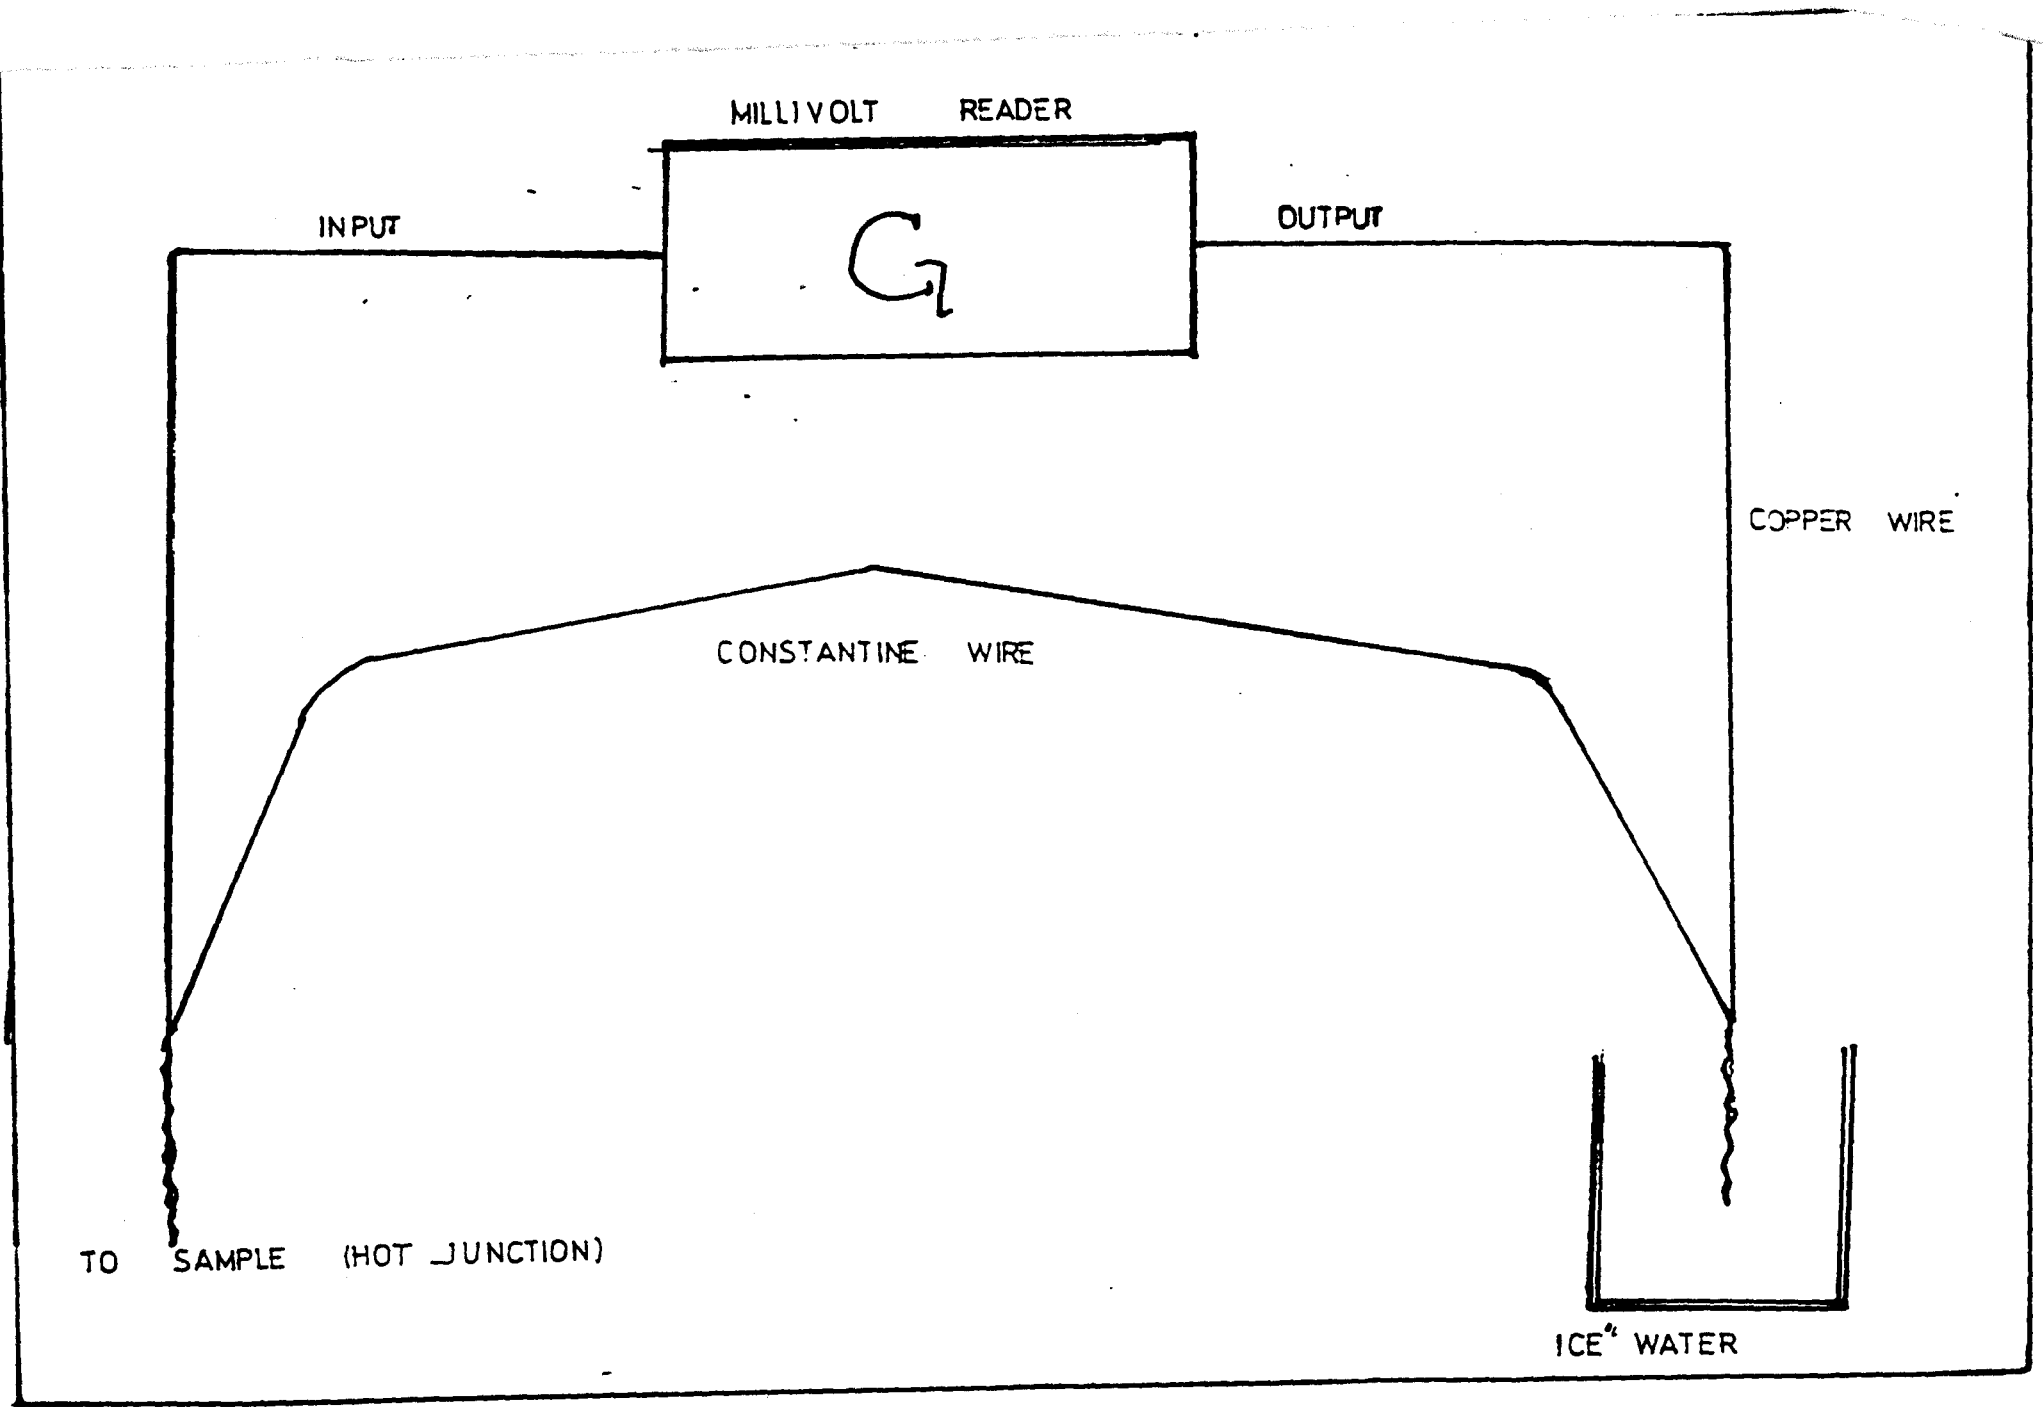 MILLIVOLT READER
INPUT
G
OUTPUT
COPPER WIRE
CONSTANTINE WIRE
TO SAMPLE (HOT JUNCTION)
ICE" WATER